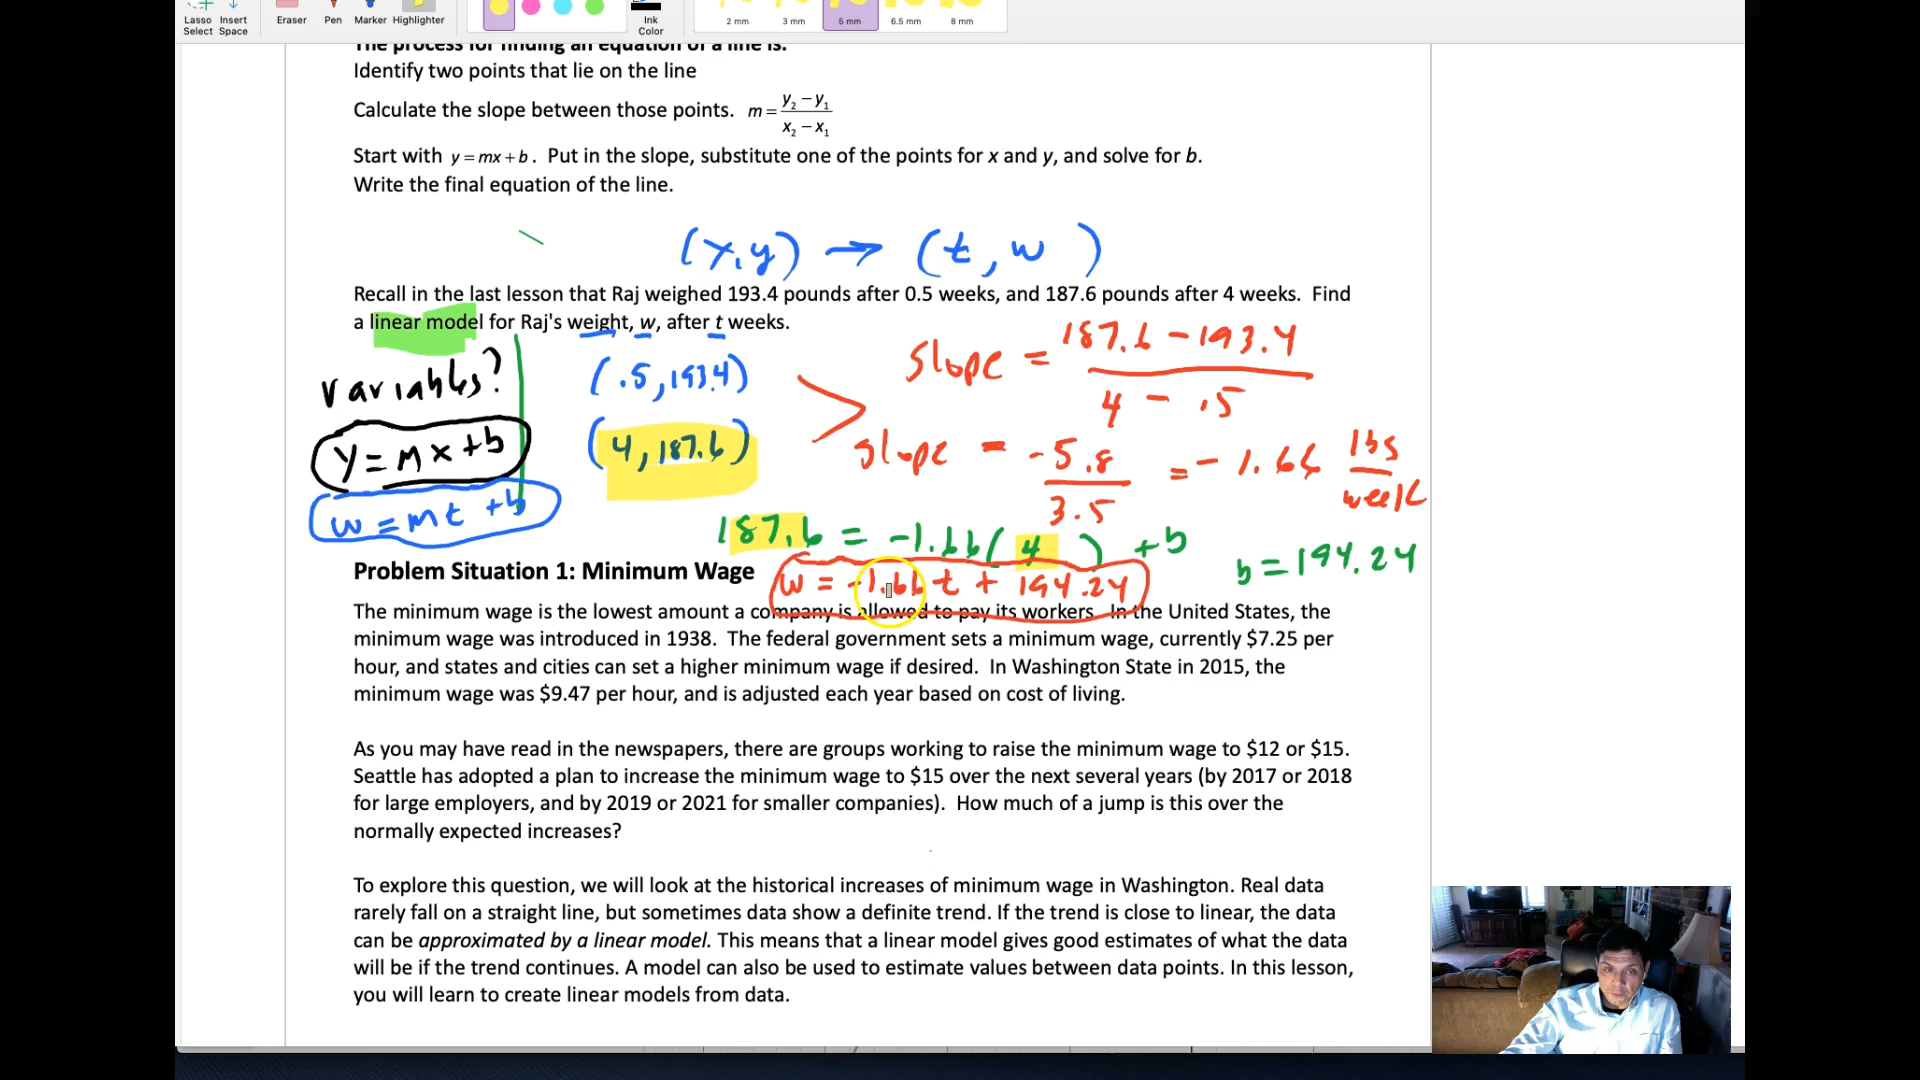 Lasso Select Insert Space Eraser Pen Marker Highlighter Ink Color 2 mm 3 mm 5 mm 6.5 mm 8 mm
The process for finding an equation of a line is:
Identify two points that lie on the line
Calculate the slope between those points. m = (y₂ − y₁)/(x₂ − x₁)
Start with y = mx + b. Put in the slope, substitute one of the points for x and y, and solve for b.
Write the final equation of the line.
(x,y) → (t, w )
Recall in the last lesson that Raj weighed 193.4 pounds after 0.5 weeks, and 187.6 pounds after 4 weeks. Find
a linear model for Raj's weight, w, after t weeks.
variables?
y = mx + b
w = mt + b
(.5, 193.4)
(4, 187.6)
slope = (187.6 − 193.4)/(4 − .5)
slope = -5.8/3.5 = -1.66 lbs/week
187.6 = -1.66( 4 ) + b
b = 194.24
w = -1.66t + 194.24
Problem Situation 1: Minimum Wage
The minimum wage is the lowest amount a company is allowed to pay its workers. In the United States, the
minimum wage was introduced in 1938. The federal government sets a minimum wage, currently $7.25 per
hour, and states and cities can set a higher minimum wage if desired. In Washington State in 2015, the
minimum wage was $9.47 per hour, and is adjusted each year based on cost of living.
As you may have read in the newspapers, there are groups working to raise the minimum wage to $12 or $15.
Seattle has adopted a plan to increase the minimum wage to $15 over the next several years (by 2017 or 2018
for large employers, and by 2019 or 2021 for smaller companies). How much of a jump is this over the
normally expected increases?
To explore this question, we will look at the historical increases of minimum wage in Washington. Real data
rarely fall on a straight line, but sometimes data show a definite trend. If the trend is close to linear, the data
can be approximated by a linear model. This means that a linear model gives good estimates of what the data
will be if the trend continues. A model can also be used to estimate values between data points. In this lesson,
you will learn to create linear models from data.